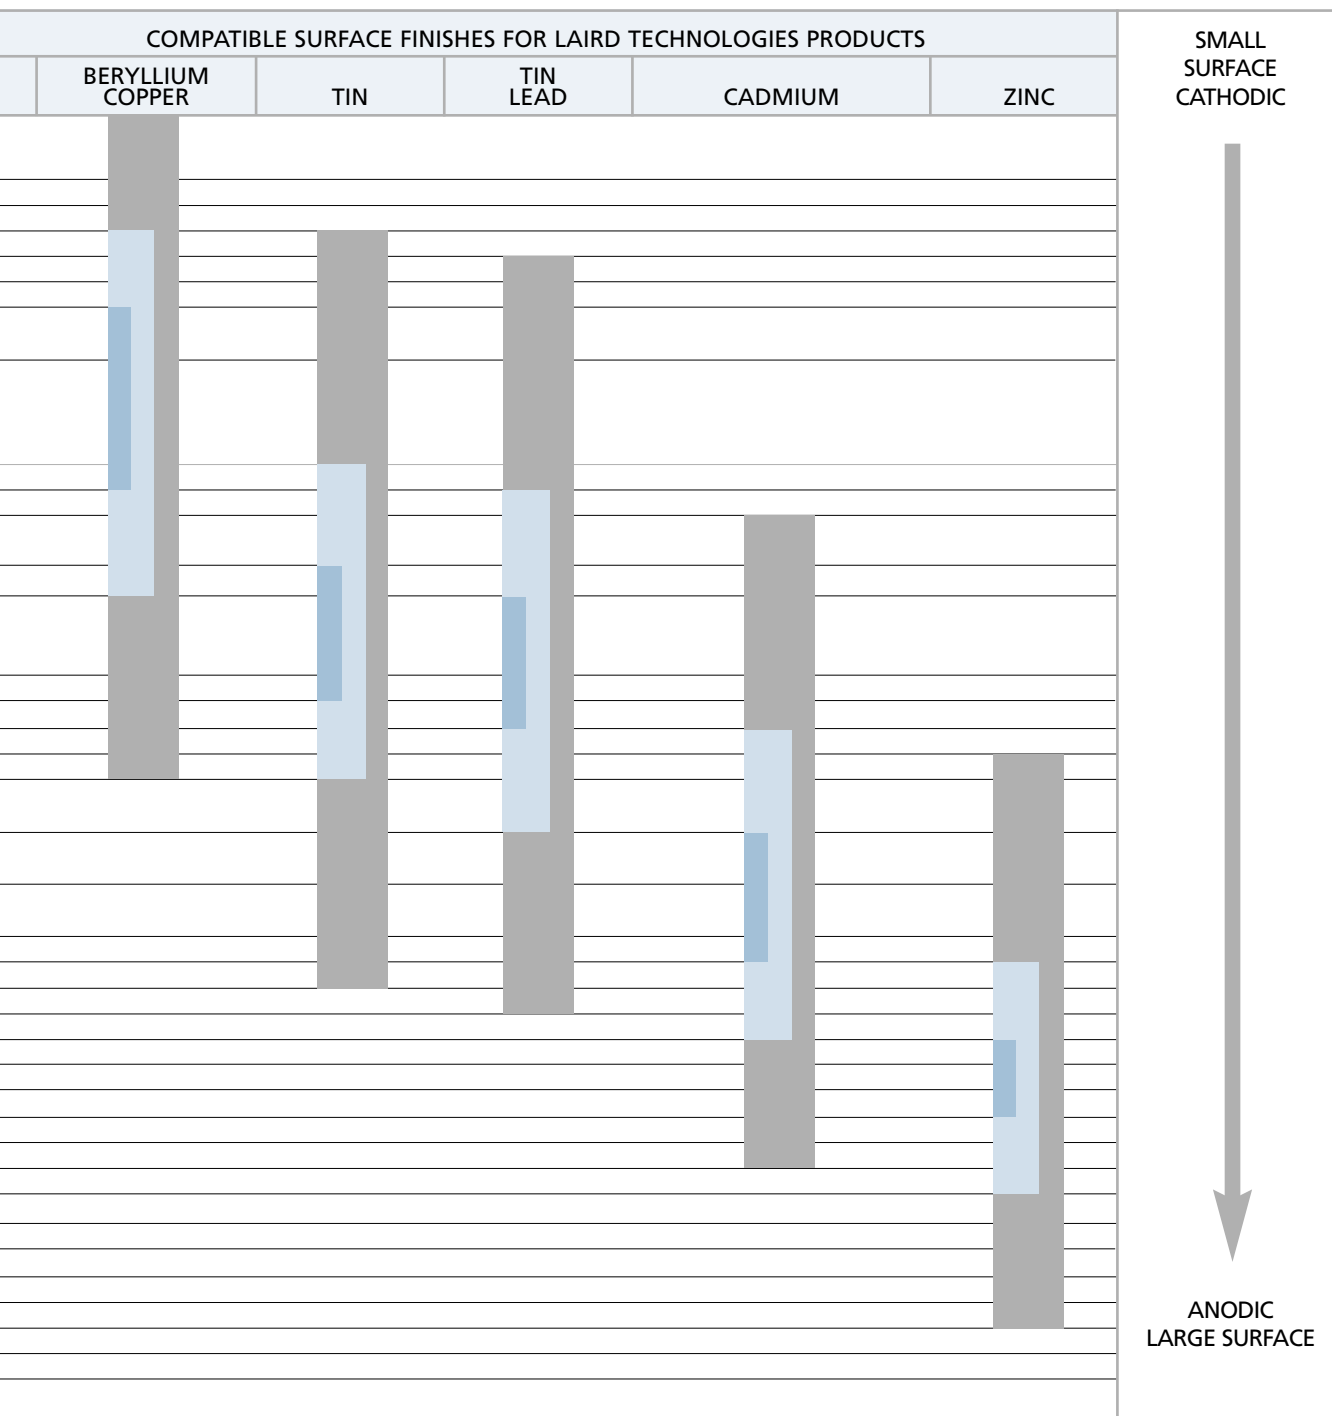 COMPATIBLE SURFACE FINISHES FOR LAIRD TECHNOLOGIES PRODUCTS
BERYLLIUM
COPPER
TIN
TIN
LEAD
CADMIUM
ZINC
SMALL
SURFACE
CATHODIC
ANODIC
LARGE SURFACE